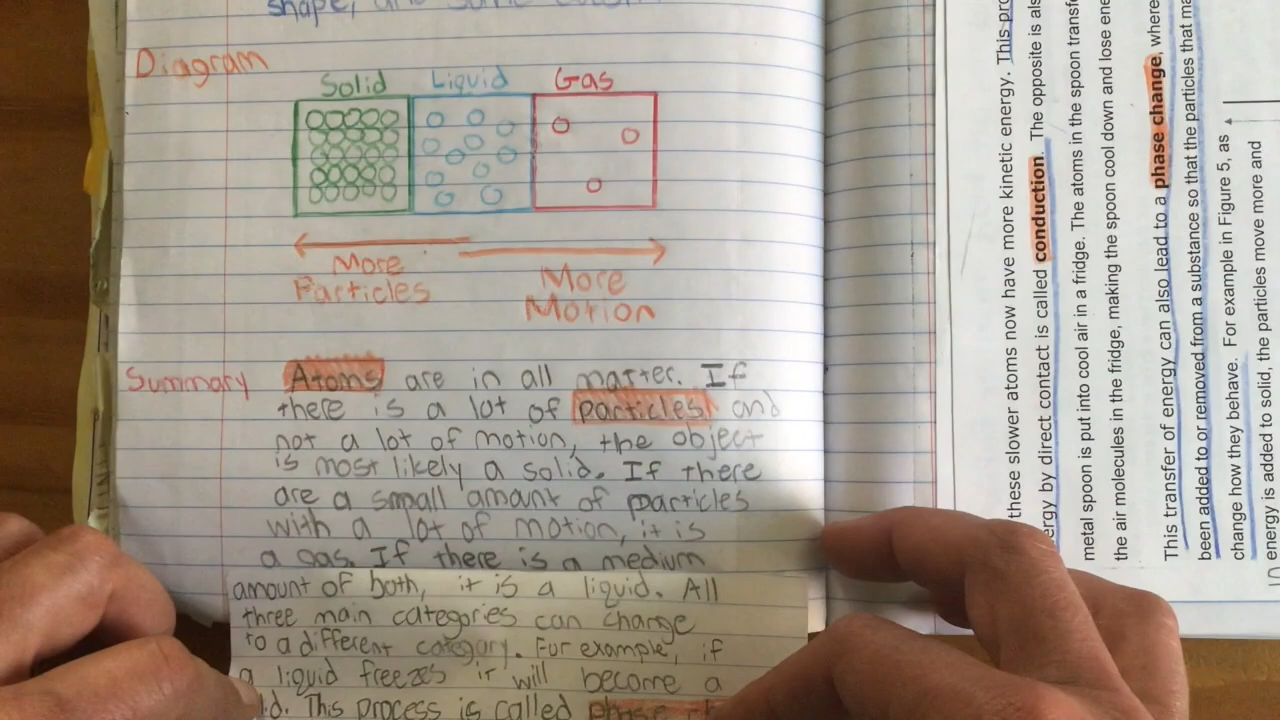 shape, and some
Diagram
Solid Liquid Gas
More
Particles
More
Motion
Summary Atoms are in all matter. If
there is a lot of particles and
not a lot of motion, the object
is most likely a solid. If there
are a small amount of particles
with a lot of motion, it is
a gas. If there is a medium
amount of both, it is a liquid. All
three main categories can change
to a different category. For example, if
a liquid freezes it will become a
This process is called phase
these slower atoms now have more kinetic energy. This
ergy by direct contact is called conduction. The opposite is
metal spoon is put into cool air in a fridge. The atoms in the spoon
the air molecules in the fridge, making the spoon cool down and lose
This transfer of energy can also lead to a phase change, where
been added to or removed from a substance so that the particles that
change how they behave. For example in Figure 5, as
energy is added to solid, the particles move more and